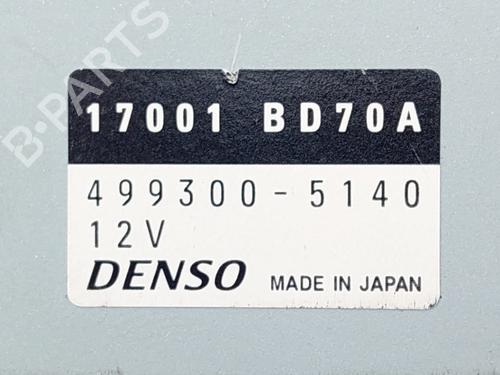 B-PARTS
17001 BD70A
499300-5140
12V
DENSO MADE IN JAPAN